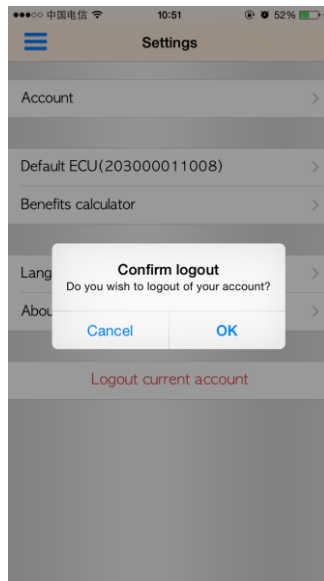 中国电信 10:51 52%
Settings
Account
Default ECU(203000011008)
Benefits calculator
Lang
Confirm logout
Do you wish to logout of your account?
Abou
Cancel OK
Logout current account